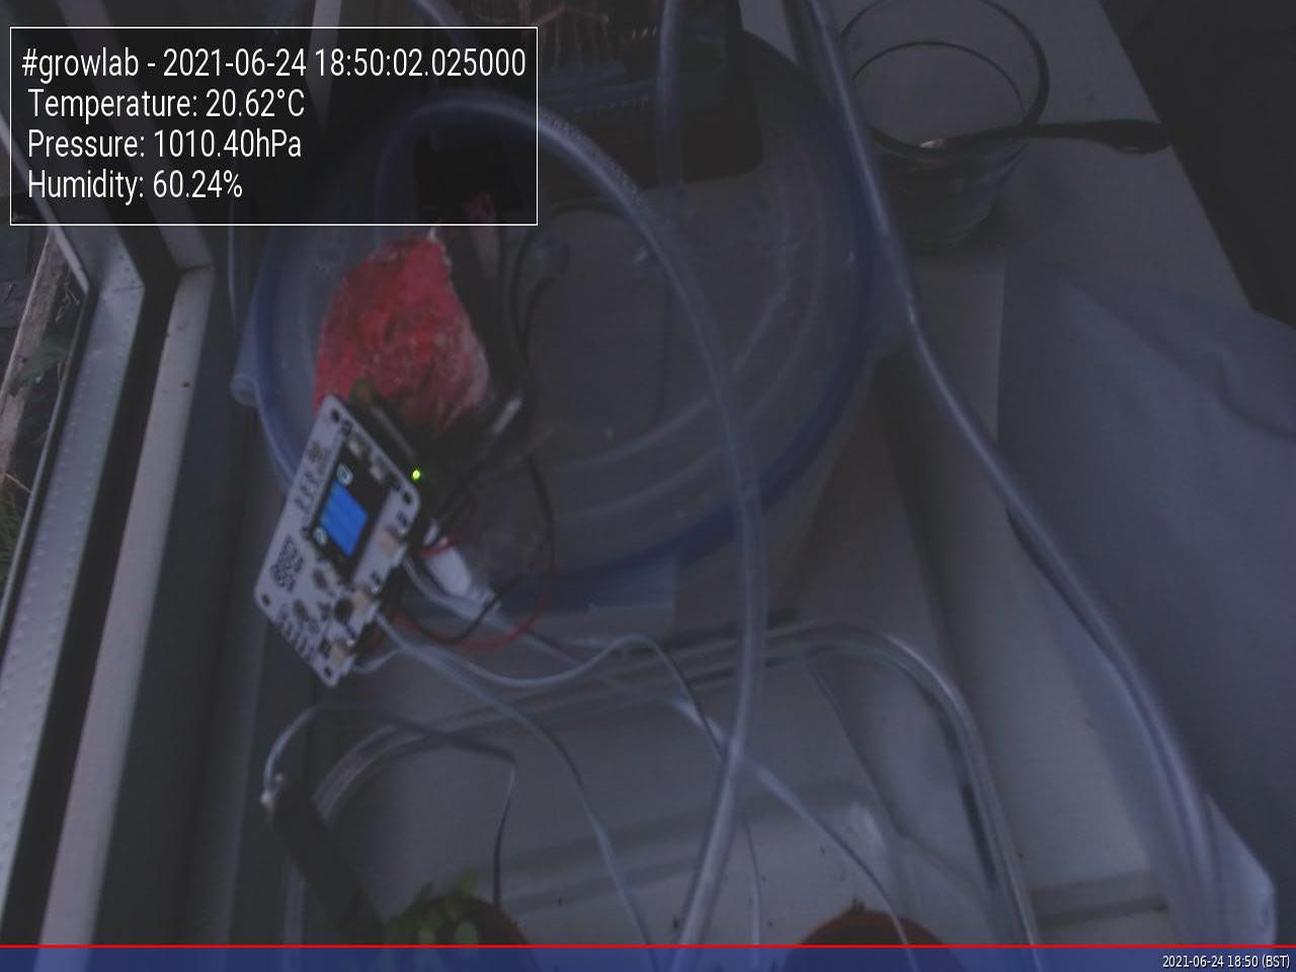 #growlab - 2021-06-24 18:50:02.025000
Temperature: 20.62°C
Pressure: 1010.40hPa
Humidity: 60.24%
2021-06-24 18:50 (BST)